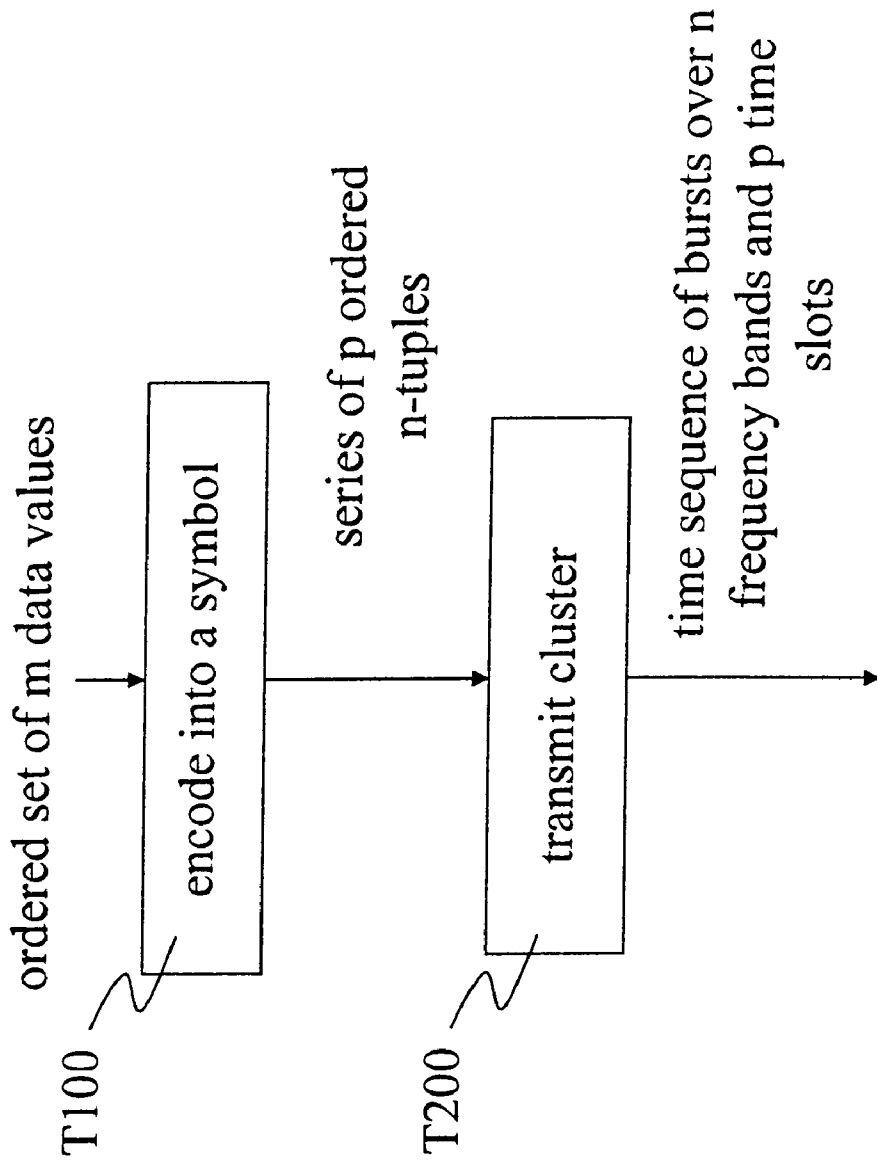 ordered set of m data values
T100
encode into a symbol
series of p ordered
n-tuples
T200
transmit cluster
time sequence of bursts over n
frequency bands and p time
slots